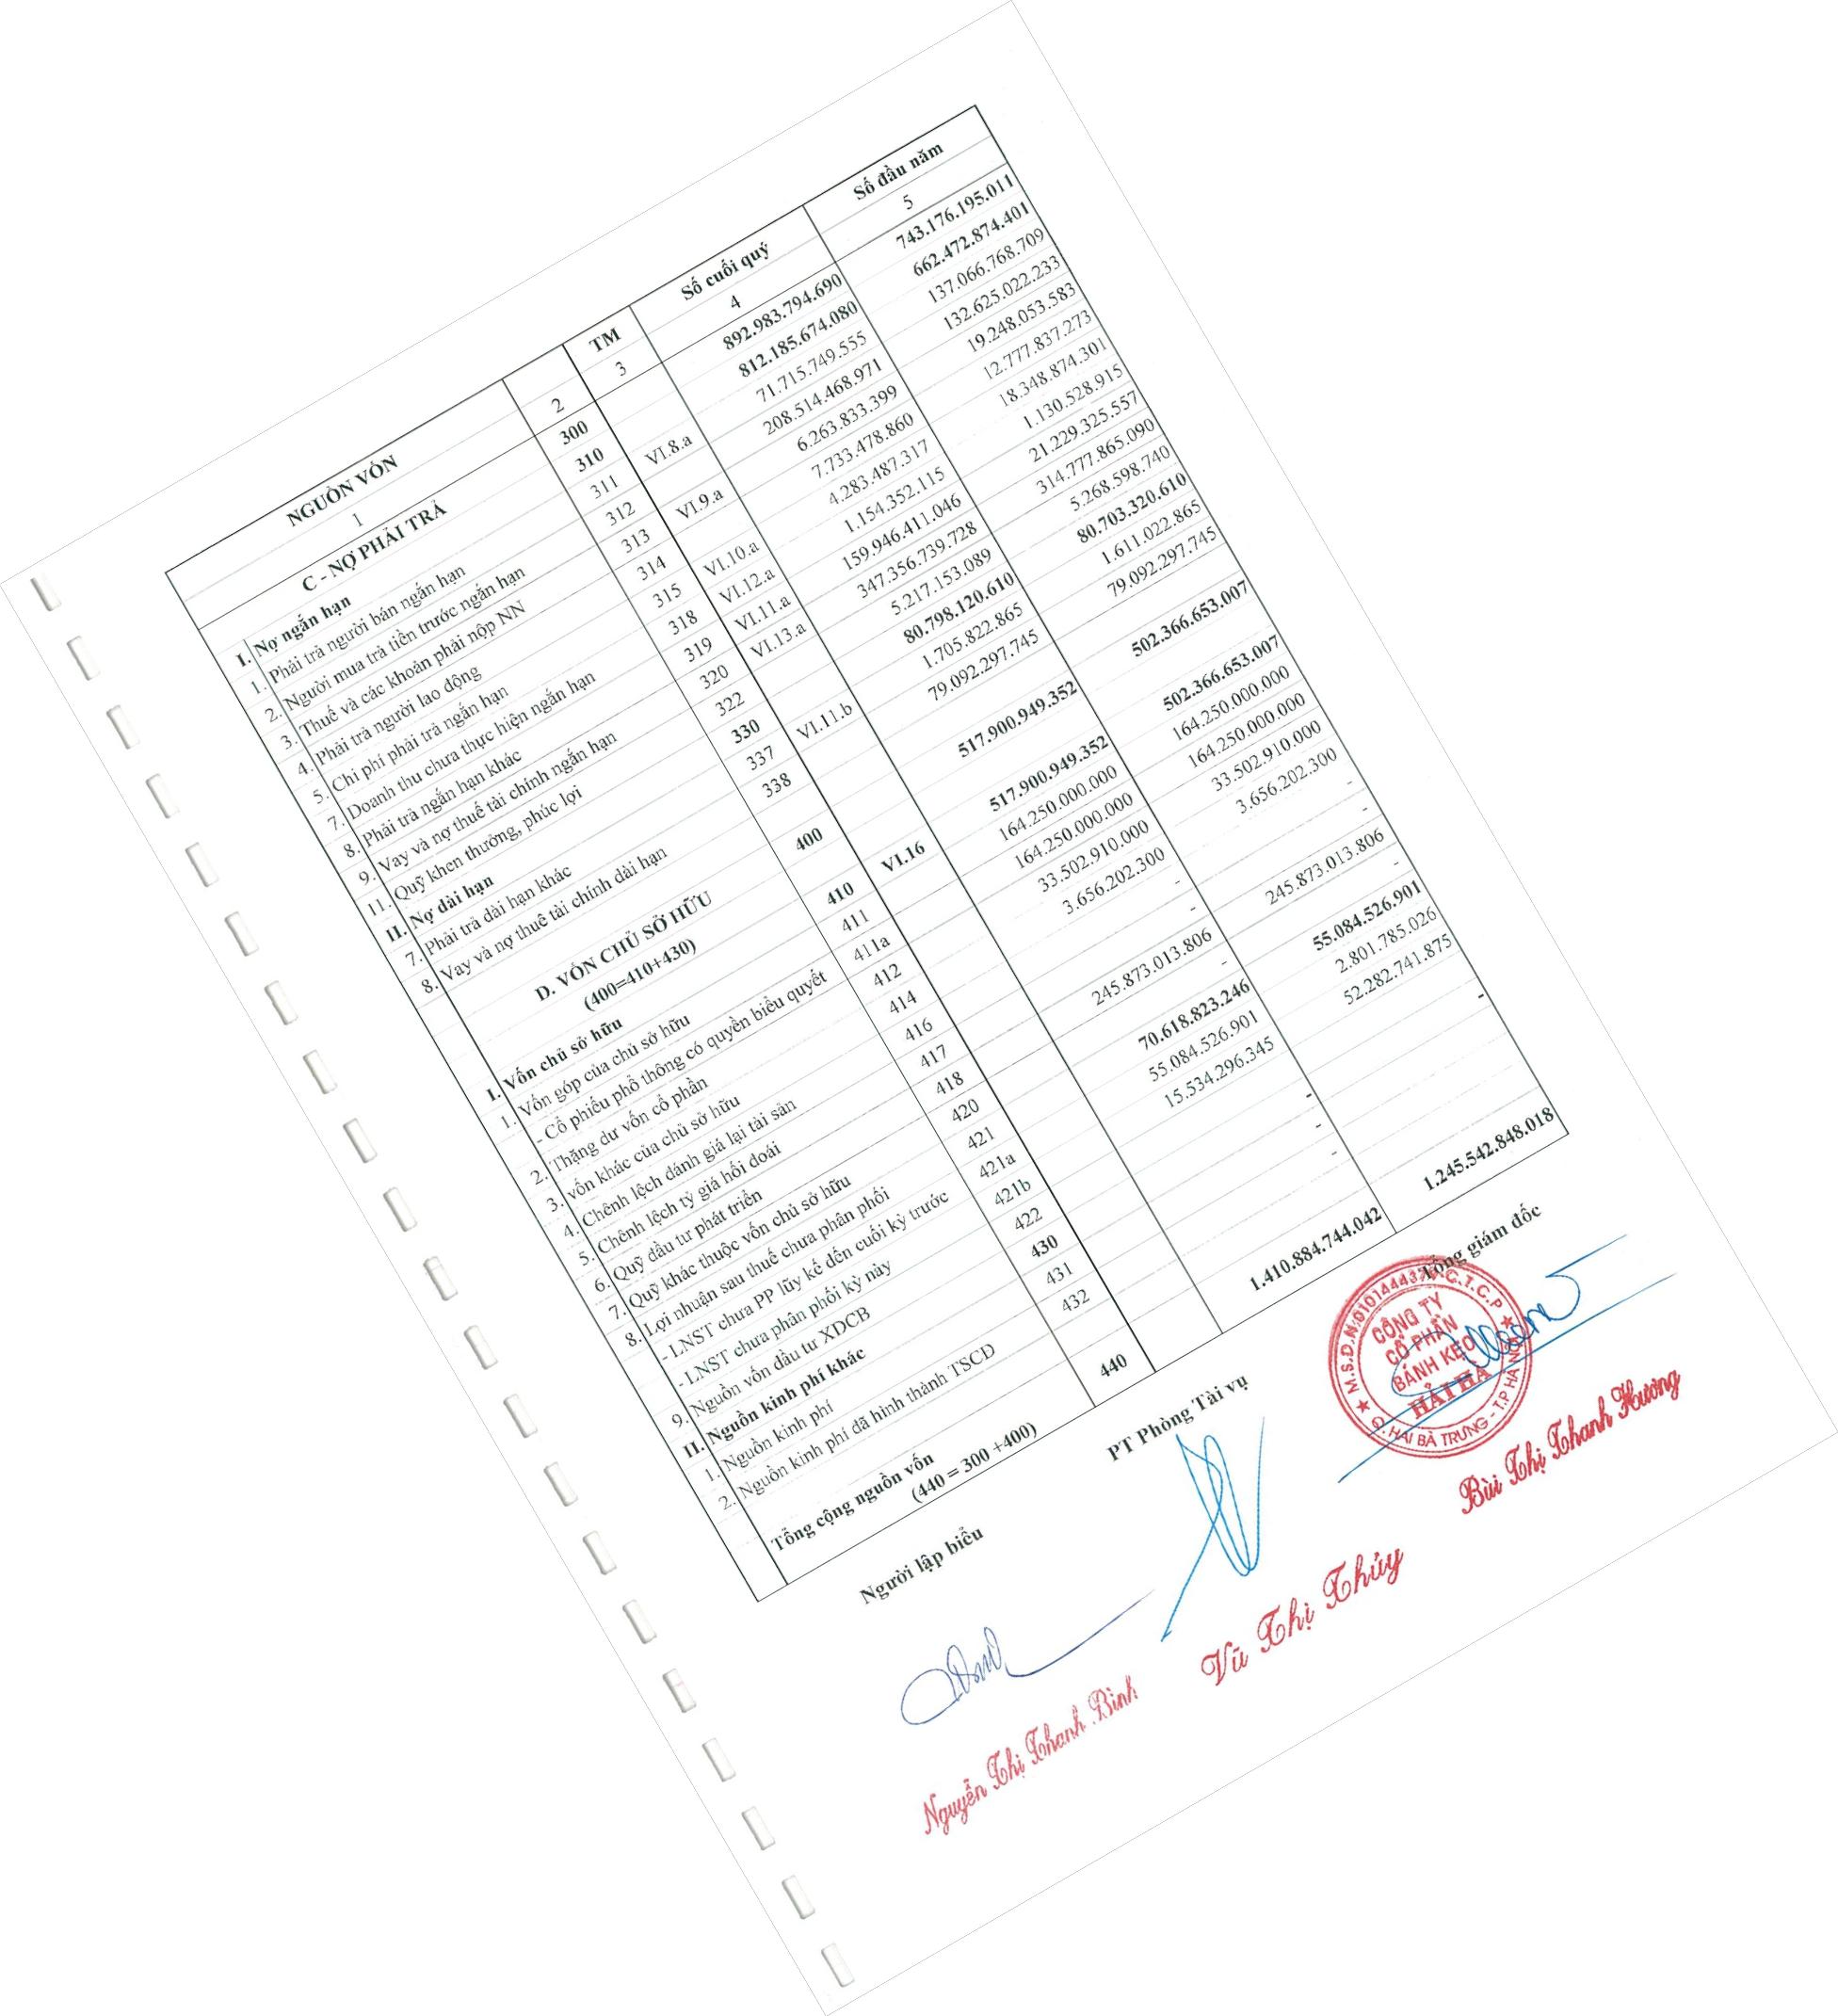 NGUỒN VỐN TM Số cuối quý Số đầu năm
1 2 3 4 5
C - NỢ PHẢI TRẢ 300 892.983.794.690 743.176.195.011
I. Nợ ngắn hạn 310 812.185.674.080 662.472.874.401
1. Phải trả người bán ngắn hạn 311 VI.8.a 71.715.749.555 137.066.768.709
2. Người mua trả tiền trước ngắn hạn 312 208.514.468.971 132.625.022.233
3. Thuế và các khoản phải nộp NN 313 VI.9.a 6.263.833.399 19.248.053.583
4. Phải trả người lao động 314 7.733.478.860 12.777.837.273
5. Chi phí phải trả ngắn hạn 315 VI.10.a 4.283.487.317 18.348.874.301
7. Doanh thu chưa thực hiện ngắn hạn 318 VI.12.a 1.154.352.115 1.130.528.915
8. Phải trả ngắn hạn khác 319 VI.11.a 159.946.411.046 21.229.325.557
9. Vay và nợ thuế tài chính ngắn hạn 320 VI.13.a 347.356.739.728 314.777.865.090
11. Quỹ khen thưởng, phúc lợi 322 5.217.153.089 5.268.598.740
II. Nợ dài hạn 330 80.798.120.610 80.703.320.610
7. Phải trả dài hạn khác 337 VI.11.b 1.705.822.865 1.611.022.865
8. Vay và nợ thuê tài chính dài hạn 338 79.092.297.745 79.092.297.745
D. VỐN CHỦ SỞ HỮU 400 517.900.949.352 502.366.653.007
(400=410+430)
I. Vốn chủ sở hữu 410 VI.16 517.900.949.352 502.366.653.007
1. Vốn góp của chủ sở hữu 411 164.250.000.000 164.250.000.000
- Cổ phiếu phổ thông có quyền biểu quyết 411a 164.250.000.000 164.250.000.000
2. Thặng dư vốn cổ phần 412 33.502.910.000 33.502.910.000
3. vốn khác của chủ sở hữu 414 3.656.202.300 3.656.202.300
4. Chênh lệch đánh giá lại tài sản 416 - -
5. Chênh lệch tỷ giá hối đoái 417 - -
6. Quỹ đầu tư phát triển 418 245.873.013.806 245.873.013.806
7. Quỹ khác thuộc vốn chủ sở hữu 420 - -
8. Lợi nhuận sau thuế chưa phân phối 421 70.618.823.246 55.084.526.901
- LNST chưa PP lũy kế đến cuối kỳ trước 421a 55.084.526.901 2.801.785.026
- LNST chưa phân phối kỳ này 421b 15.534.296.345 52.282.741.875
9. Nguồn vốn đầu tư XDCB 422
II. Nguồn kinh phí khác 430 - -
1. Nguồn kinh phí 431 -
2. Nguồn kinh phí đã hình thành TSCĐ 432 -
Tổng cộng nguồn vốn 440 1.410.884.744.042 1.245.542.848.018
(440 = 300 +400)
Người lập biểu PT Phòng Tài vụ Tổng giám đốc
CÔNG TY
CỔ PHẦN
BÁNH KẸO
HẢI HÀ
Q. HAI BÀ TRƯNG - T.P HÀ NỘI
Nguyễn Thị Thanh Bình Vũ Thị Thủy Bùi Thị Thanh Hương